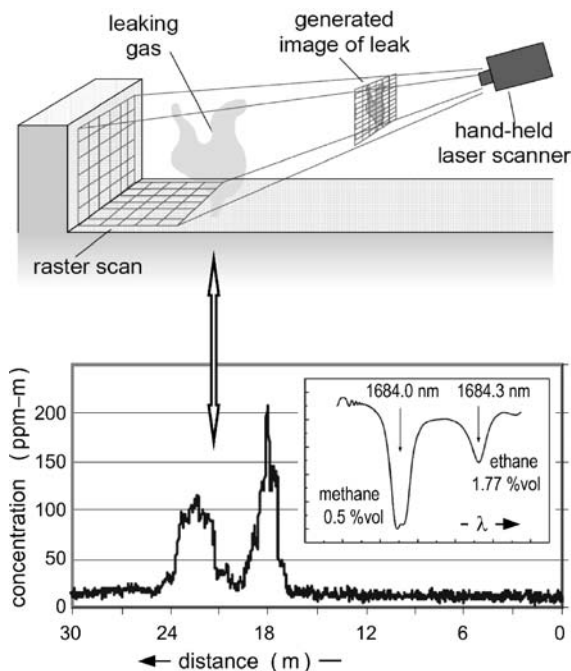 leaking
gas
generated
image of leak
hand-held
laser scanner
raster scan
concentration (ppm–m)
200
150
100
50
0
30
24
18
12
6
0
← distance (m) —
1684.0 nm
1684.3 nm
methane
0.5 %vol
ethane
1.77 %vol
- λ →